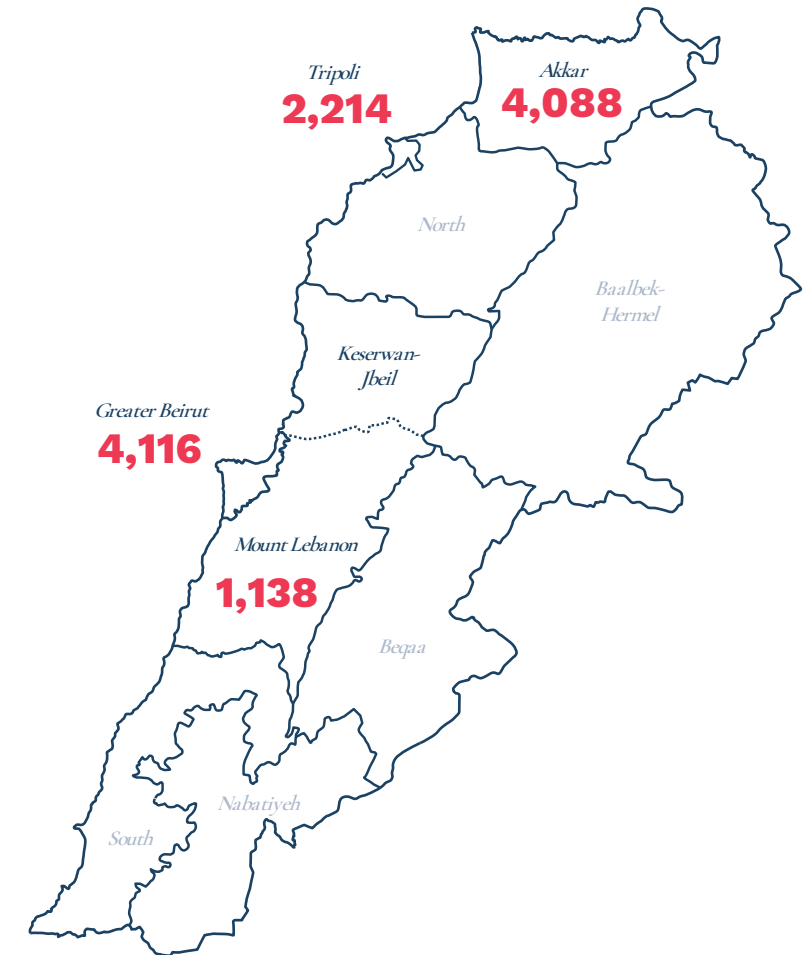 Tripoli
2,214
Akkar
4,088
North
Baalbek-
Hermel
Keserwan-
Jbeil
Greater Beirut
4,116
Mount Lebanon
1,138
Beqaa
Nabatiyeh
South